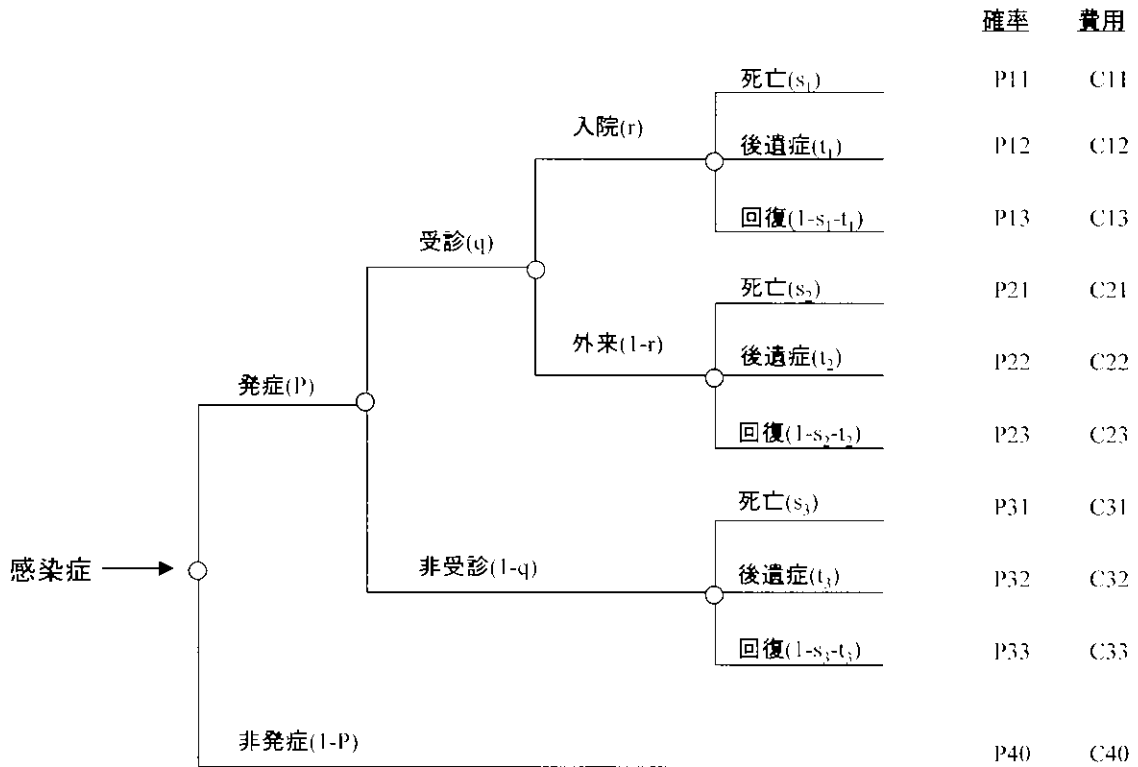 確率 費用
死亡(s₁) P11 C11
入院(r)
後遺症(t₁) P12 C12
回復(1-s₁-t₁) P13 C13
受診(q)
死亡(s₂) P21 C21
外来(1-r)
後遺症(t₂) P22 C22
発症(P)
回復(1-s₂-t₂) P23 C23
死亡(s₃) P31 C31
感染症
非受診(1-q)
後遺症(t₃) P32 C32
回復(1-s₃-t₃) P33 C33
非発症(1-P) P40 C40